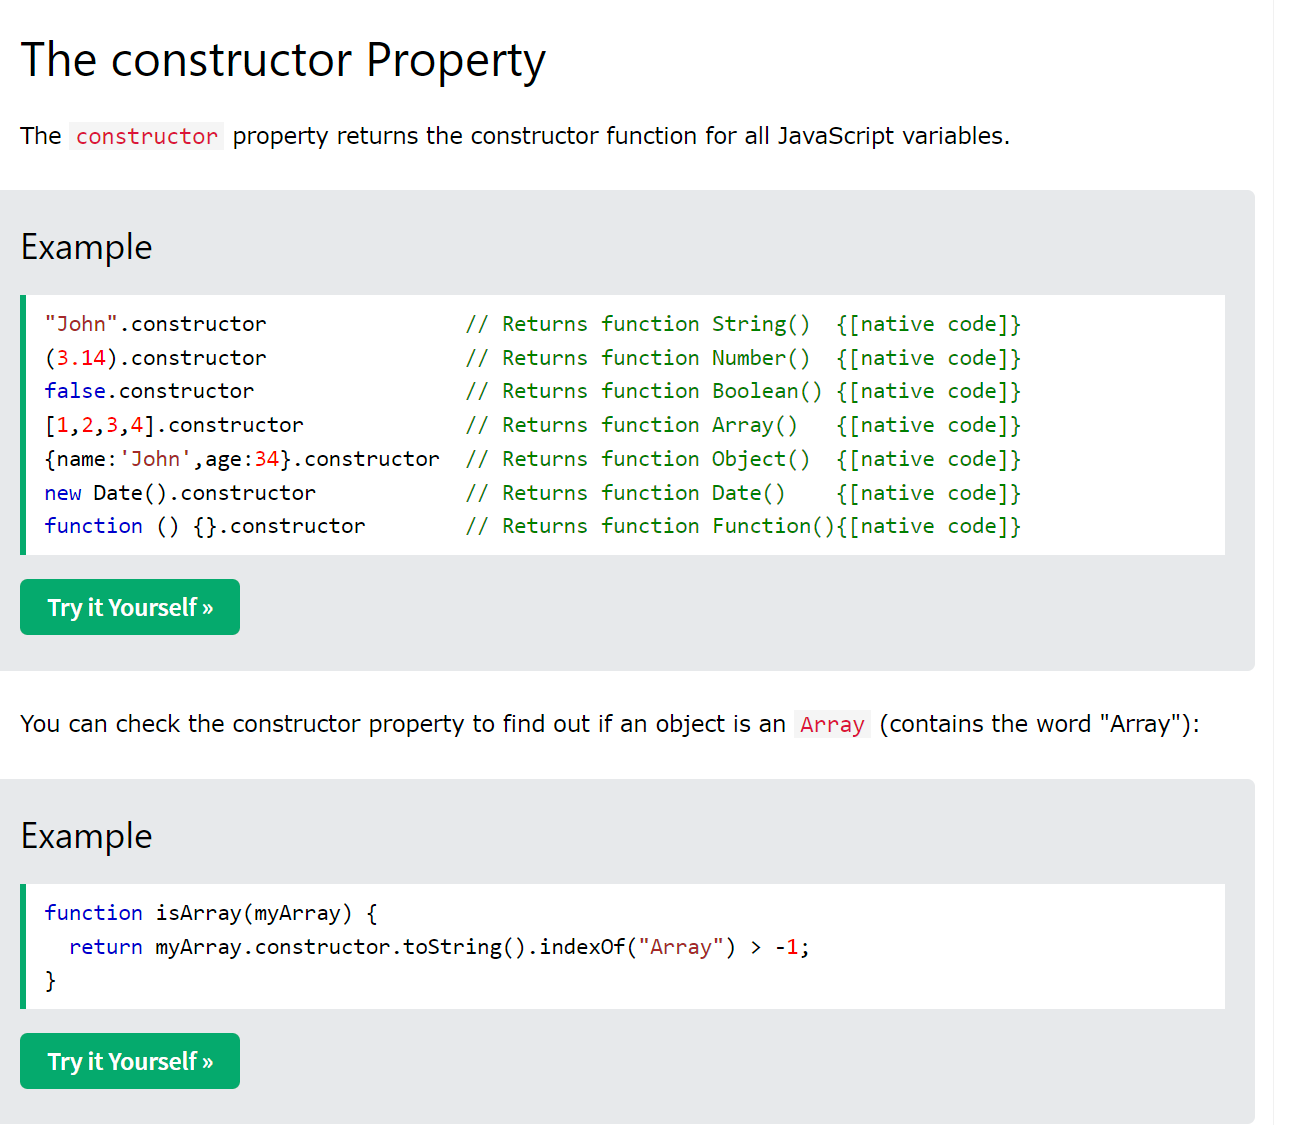 The constructor Property
The constructor property returns the constructor function for all JavaScript variables.
Example
"John".constructor                // Returns function String()  {[native code]}
(3.14).constructor                // Returns function Number()  {[native code]}
false.constructor                 // Returns function Boolean() {[native code]}
[1,2,3,4].constructor             // Returns function Array()   {[native code]}
{name:'John',age:34}.constructor  // Returns function Object()  {[native code]}
new Date().constructor            // Returns function Date()    {[native code]}
function () {}.constructor        // Returns function Function(){[native code]}
Try it Yourself »
You can check the constructor property to find out if an object is an Array (contains the word "Array"):
Example
function isArray(myArray) {
  return myArray.constructor.toString().indexOf("Array") > -1;
}
Try it Yourself »